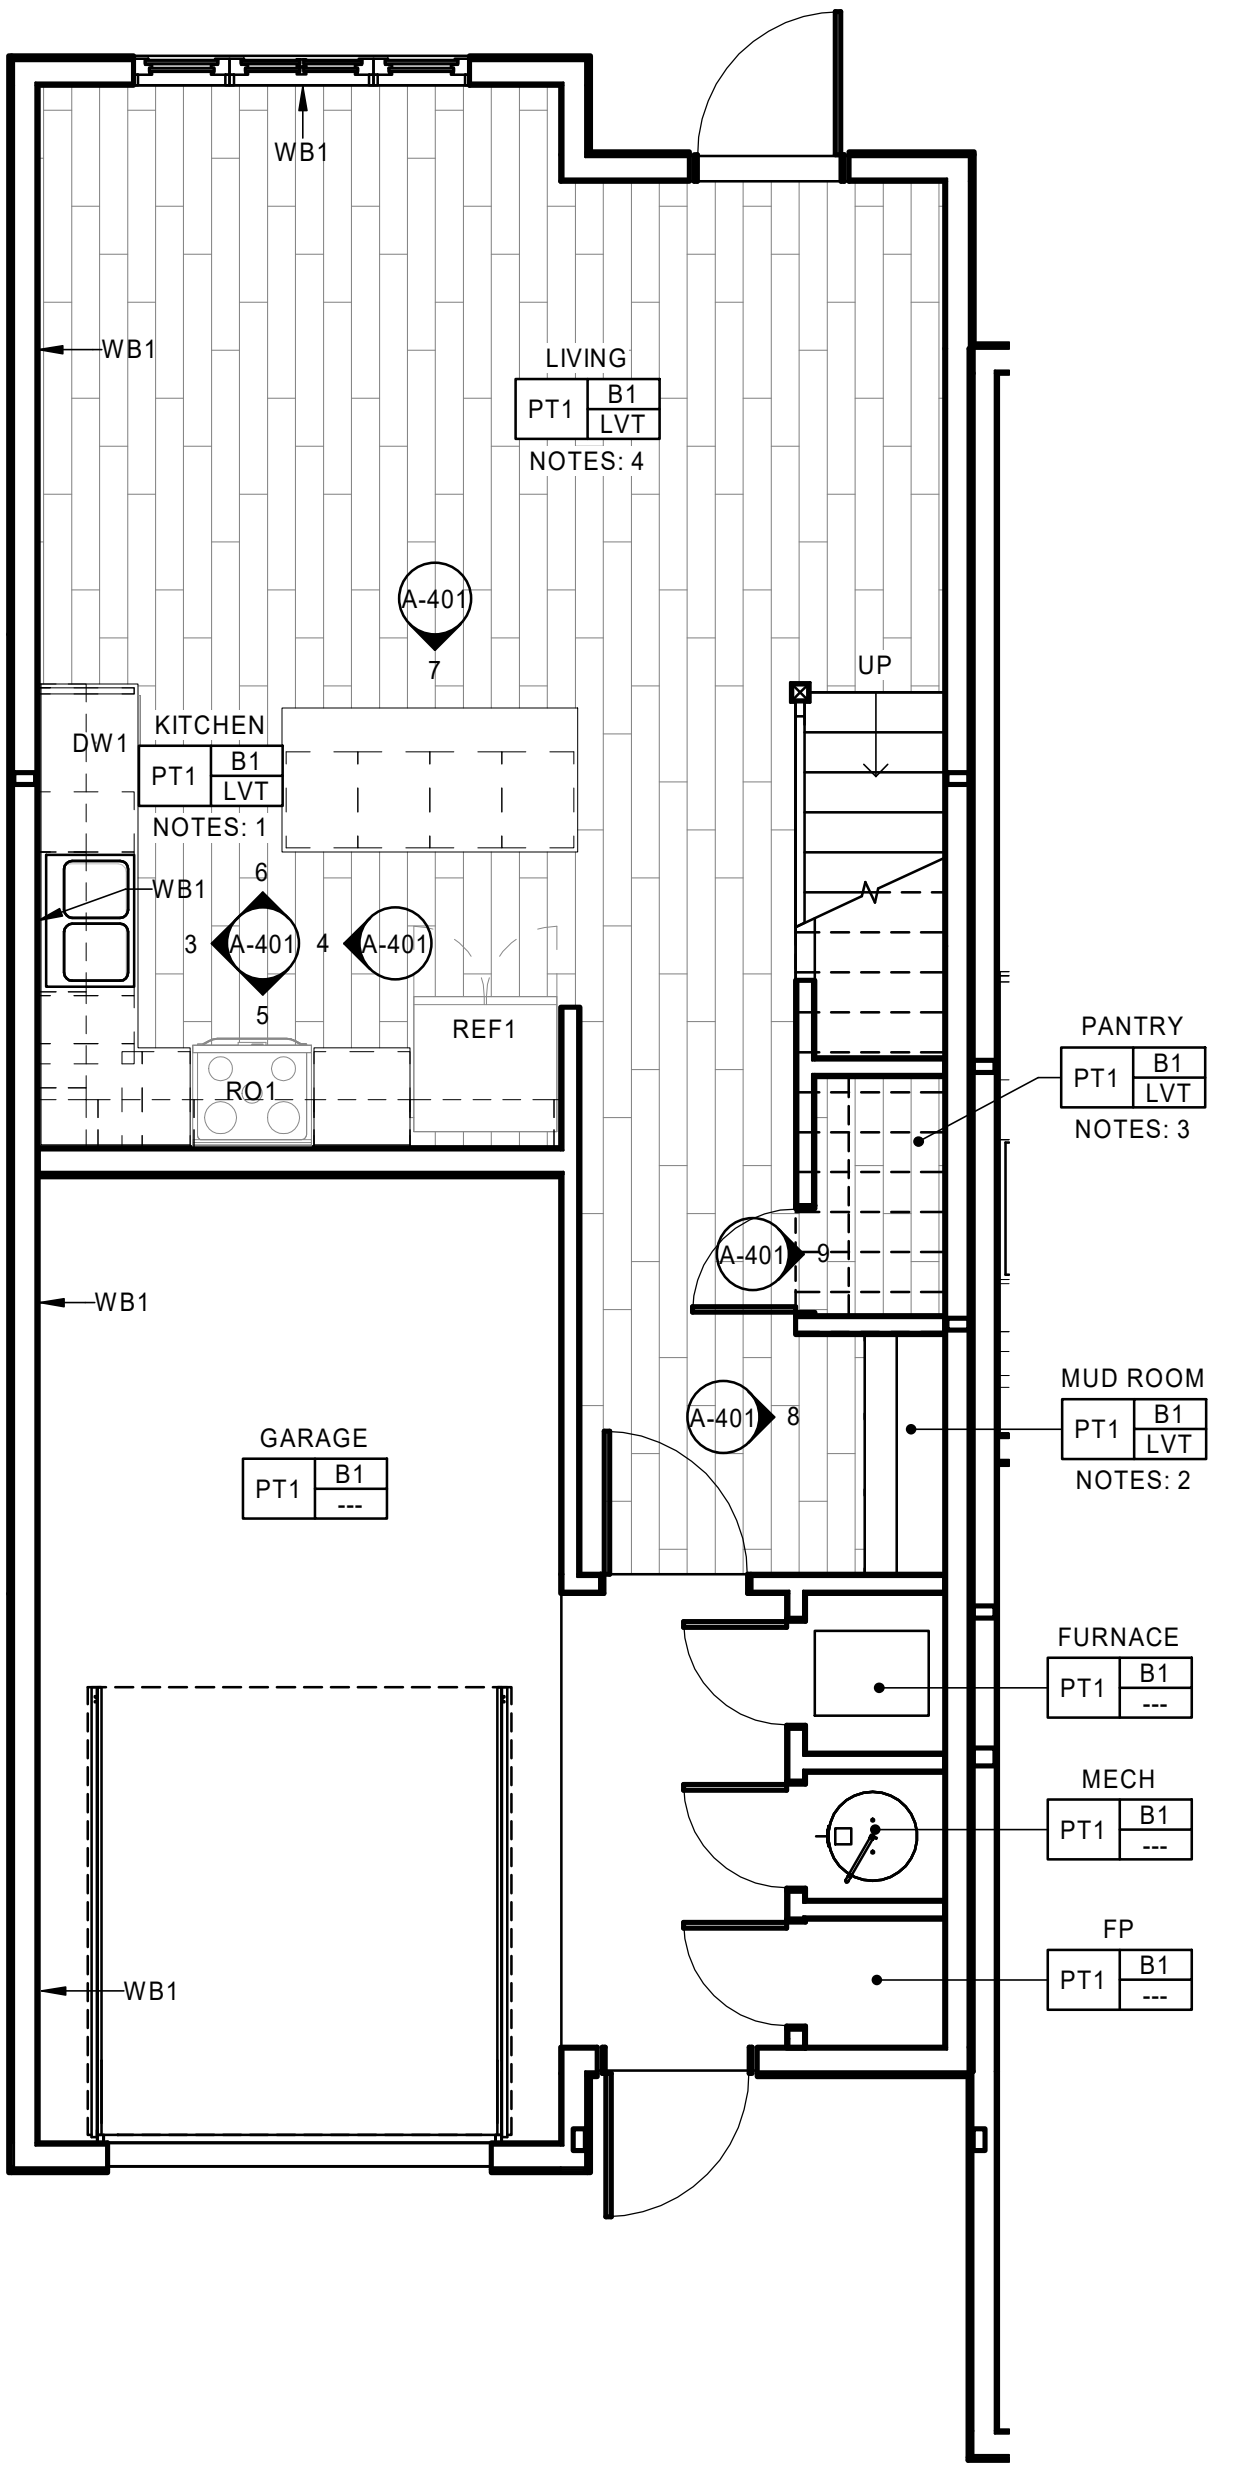 WB1
WB1
LIVING
PT1
B1
LVT
NOTES: 4
A-401
7
UP
KITCHEN
DW1
PT1
B1
LVT
NOTES: 1
WB1
6
3
A-401
5
4
A-401
REF1
RO1
PANTRY
PT1
B1
LVT
NOTES: 3
A-401
9
WB1
MUD ROOM
PT1
B1
LVT
NOTES: 2
A-401
8
GARAGE
PT1
B1
---
FURNACE
PT1
B1
---
MECH
PT1
B1
---
FP
PT1
B1
---
WB1